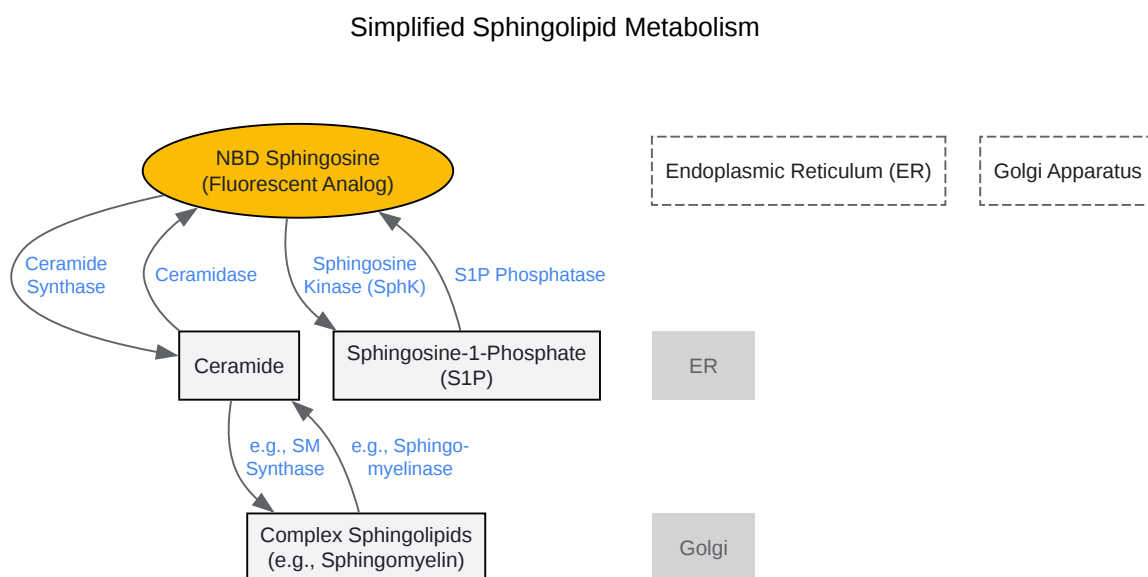 Simplified Sphingolipid Metabolism
NBD Sphingosine
(Fluorescent Analog)
Endoplasmic Reticulum (ER)
Golgi Apparatus
Ceramide
Synthase
Ceramidase
Sphingosine
Kinase (SphK)
S1P Phosphatase
Ceramide
Sphingosine-1-Phosphate
(S1P)
ER
e.g., SM
Synthase
e.g., Sphingo-
myelinase
Complex Sphingolipids
(e.g., Sphingomyelin)
Golgi